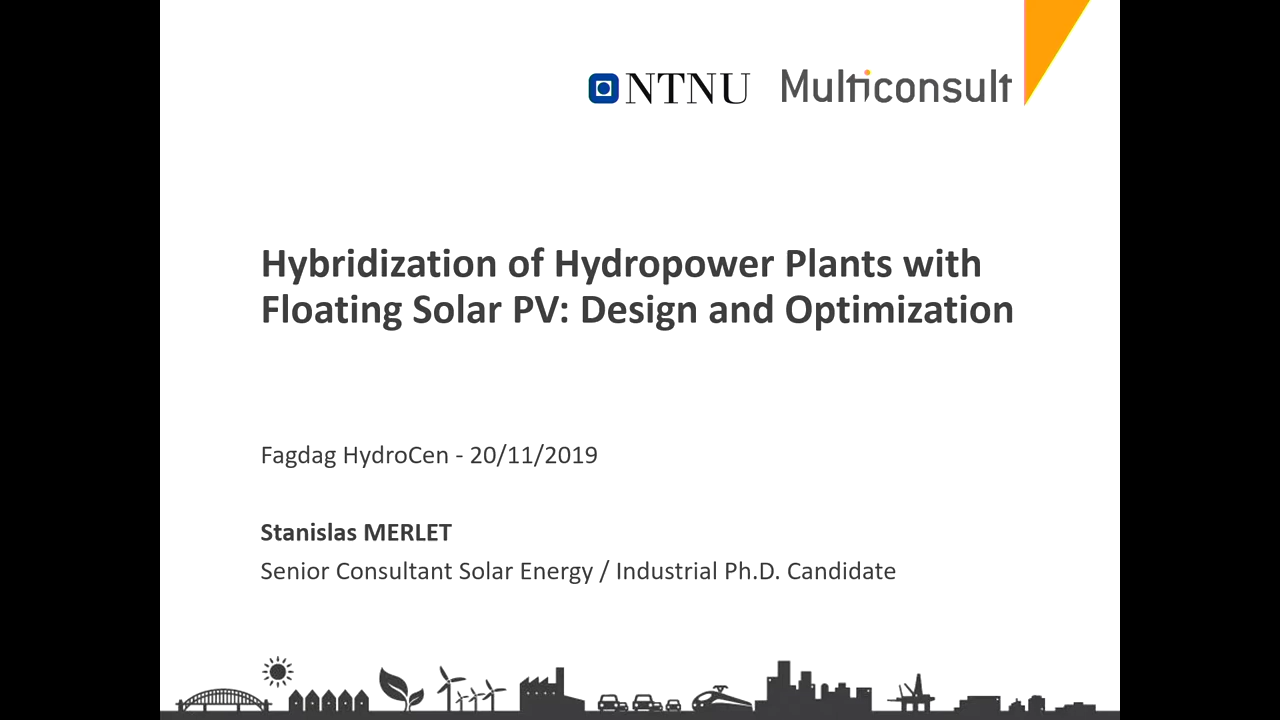 NTNU Multiconsult
Hybridization of Hydropower Plants with
Floating Solar PV: Design and Optimization
Fagdag HydroCen - 20/11/2019
Stanislas MERLET
Senior Consultant Solar Energy / Industrial Ph.D. Candidate